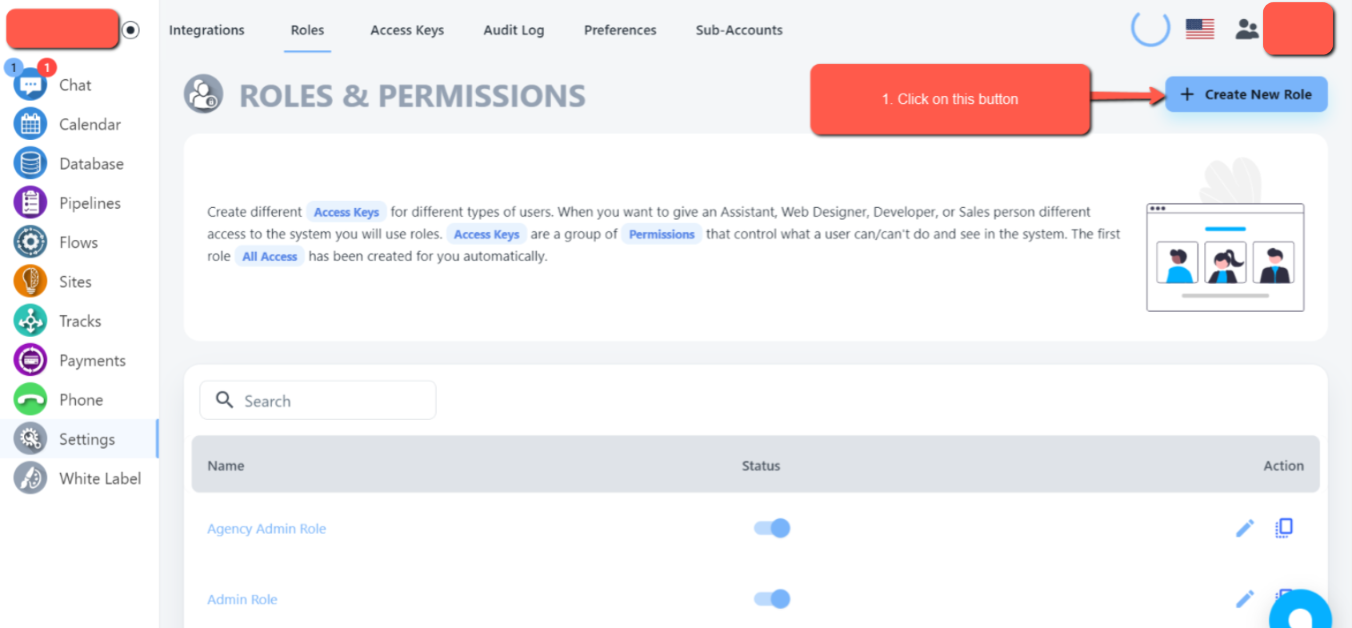 Integrations Roles Access Keys Audit Log Preferences Sub-Accounts
1 1
Chat
Calendar
Database
Pipelines
Flows
Sites
Tracks
Payments
Phone
Settings
White Label
ROLES & PERMISSIONS
1. Click on this button
+ Create New Role
Create different Access Keys for different types of users. When you want to give an Assistant, Web Designer, Developer, or Sales person different
access to the system you will use roles. Access Keys are a group of Permissions that control what a user can/can't do and see in the system. The first
role All Access has been created for you automatically.
Search
Name Status Action
Agency Admin Role
Admin Role